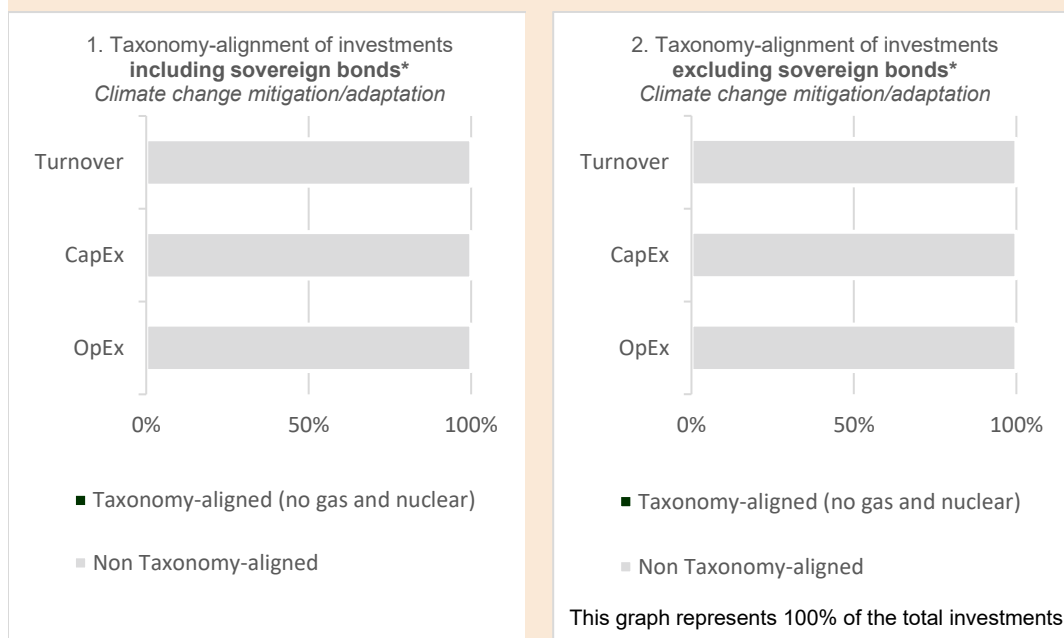 1. Taxonomy-alignment of investments
including sovereign bonds*
Climate change mitigation/adaptation
Turnover
CapEx
OpEx
0% 50% 100%
Taxonomy-aligned (no gas and nuclear)
Non Taxonomy-aligned
2. Taxonomy-alignment of investments
excluding sovereign bonds*
Climate change mitigation/adaptation
Turnover
CapEx
OpEx
0% 50% 100%
Taxonomy-aligned (no gas and nuclear)
Non Taxonomy-aligned
This graph represents 100% of the total investments